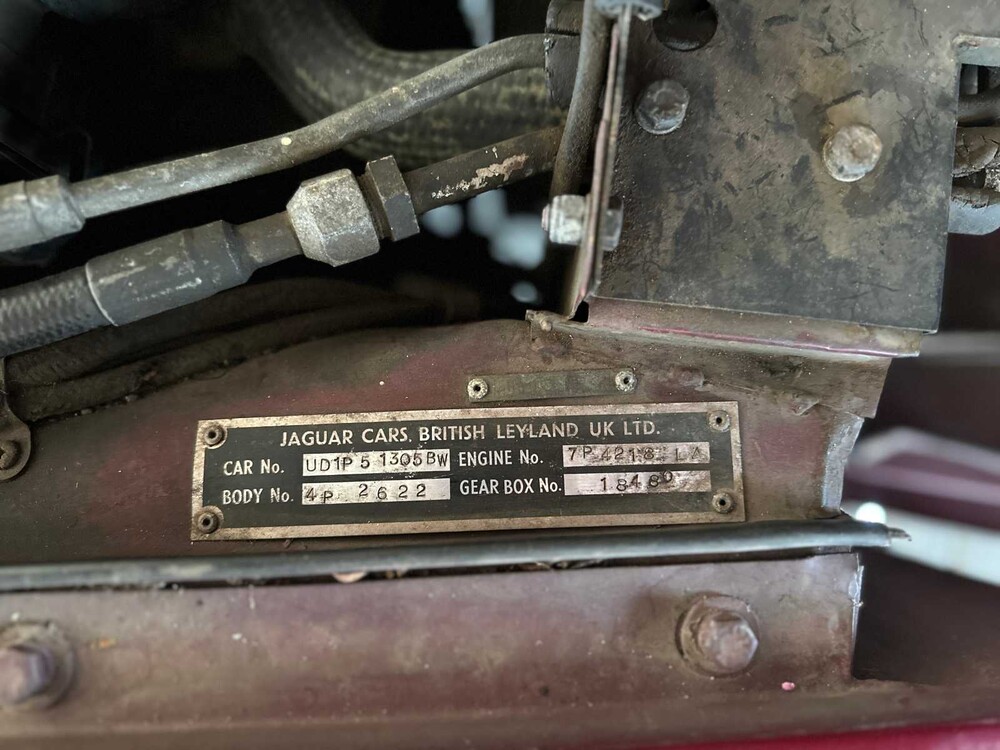 JAGUAR CARS. BRITISH LEYLAND UK LTD.
CAR No. UD1P 5 1305BW ENGINE No. 7P 4218 LA
BODY No. 4P 2622 GEAR BOX No. 18480